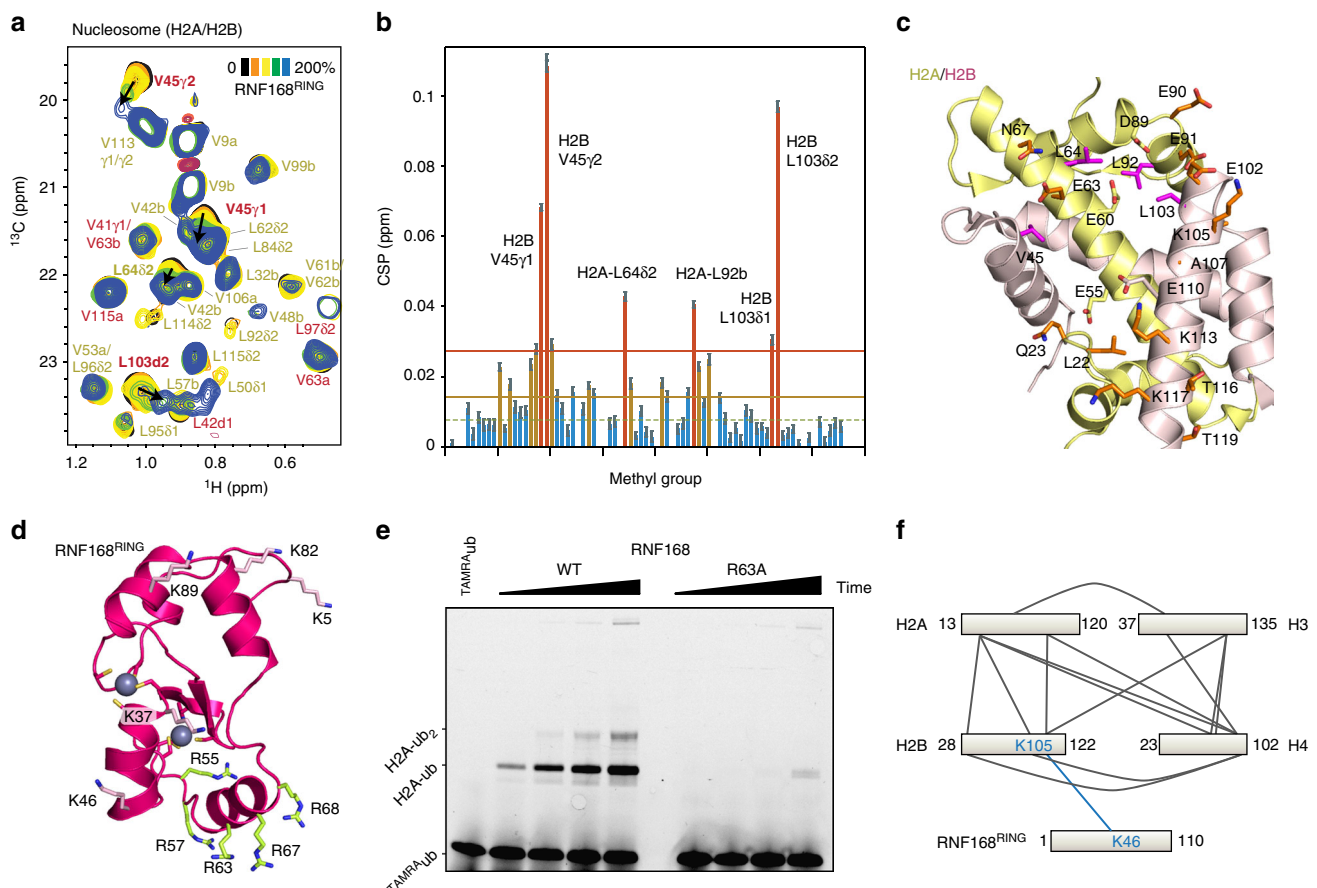 a
Nucleosome (H2A/H2B)
0 200%
RNF168RING
V45γ2
V113
γ1/γ2
V9a
V99b
V9b
V42b
V45γ1
V41γ1/
V63b
L62δ2
L84δ2
L64δ2
L32b
V61b/
V62b
V106a
V115a
V42b
L114δ2
V48b
L92δ2
L97δ2
V53a/
L96δ2
L103d2
L115δ2
V63a
L57b
L50δ1
L42d1
L95δ1
20
21
22
23
13C (ppm)
1.2 1.0 0.8 0.6
1H (ppm)
b
0.1
0.08
0.06
0.04
0.02
0
CSP (ppm)
H2B
V45γ2
H2B
L103δ2
H2B
V45γ1
H2A-L64δ2
H2A-L92b
H2B
L103δ1
Methyl group
c
H2A/H2B
E90
D89
N67
E91
L64
L92
E102
E63
L103
E60
K105
V45
A107
E55
E110
Q23
L22
K113
T116
K117
T119
d
RNF168RING
K82
K89
K5
K37
R55
K46
R68
R57
R63
R67
e
TAMRAub
RNF168
WT
R63A
Time
H2A-ub2
H2A-ub
TAMRAub
f
H2A 13 120 37 135 H3
H2B 28 K105 122 23 102 H4
RNF168RING 1 K46 110